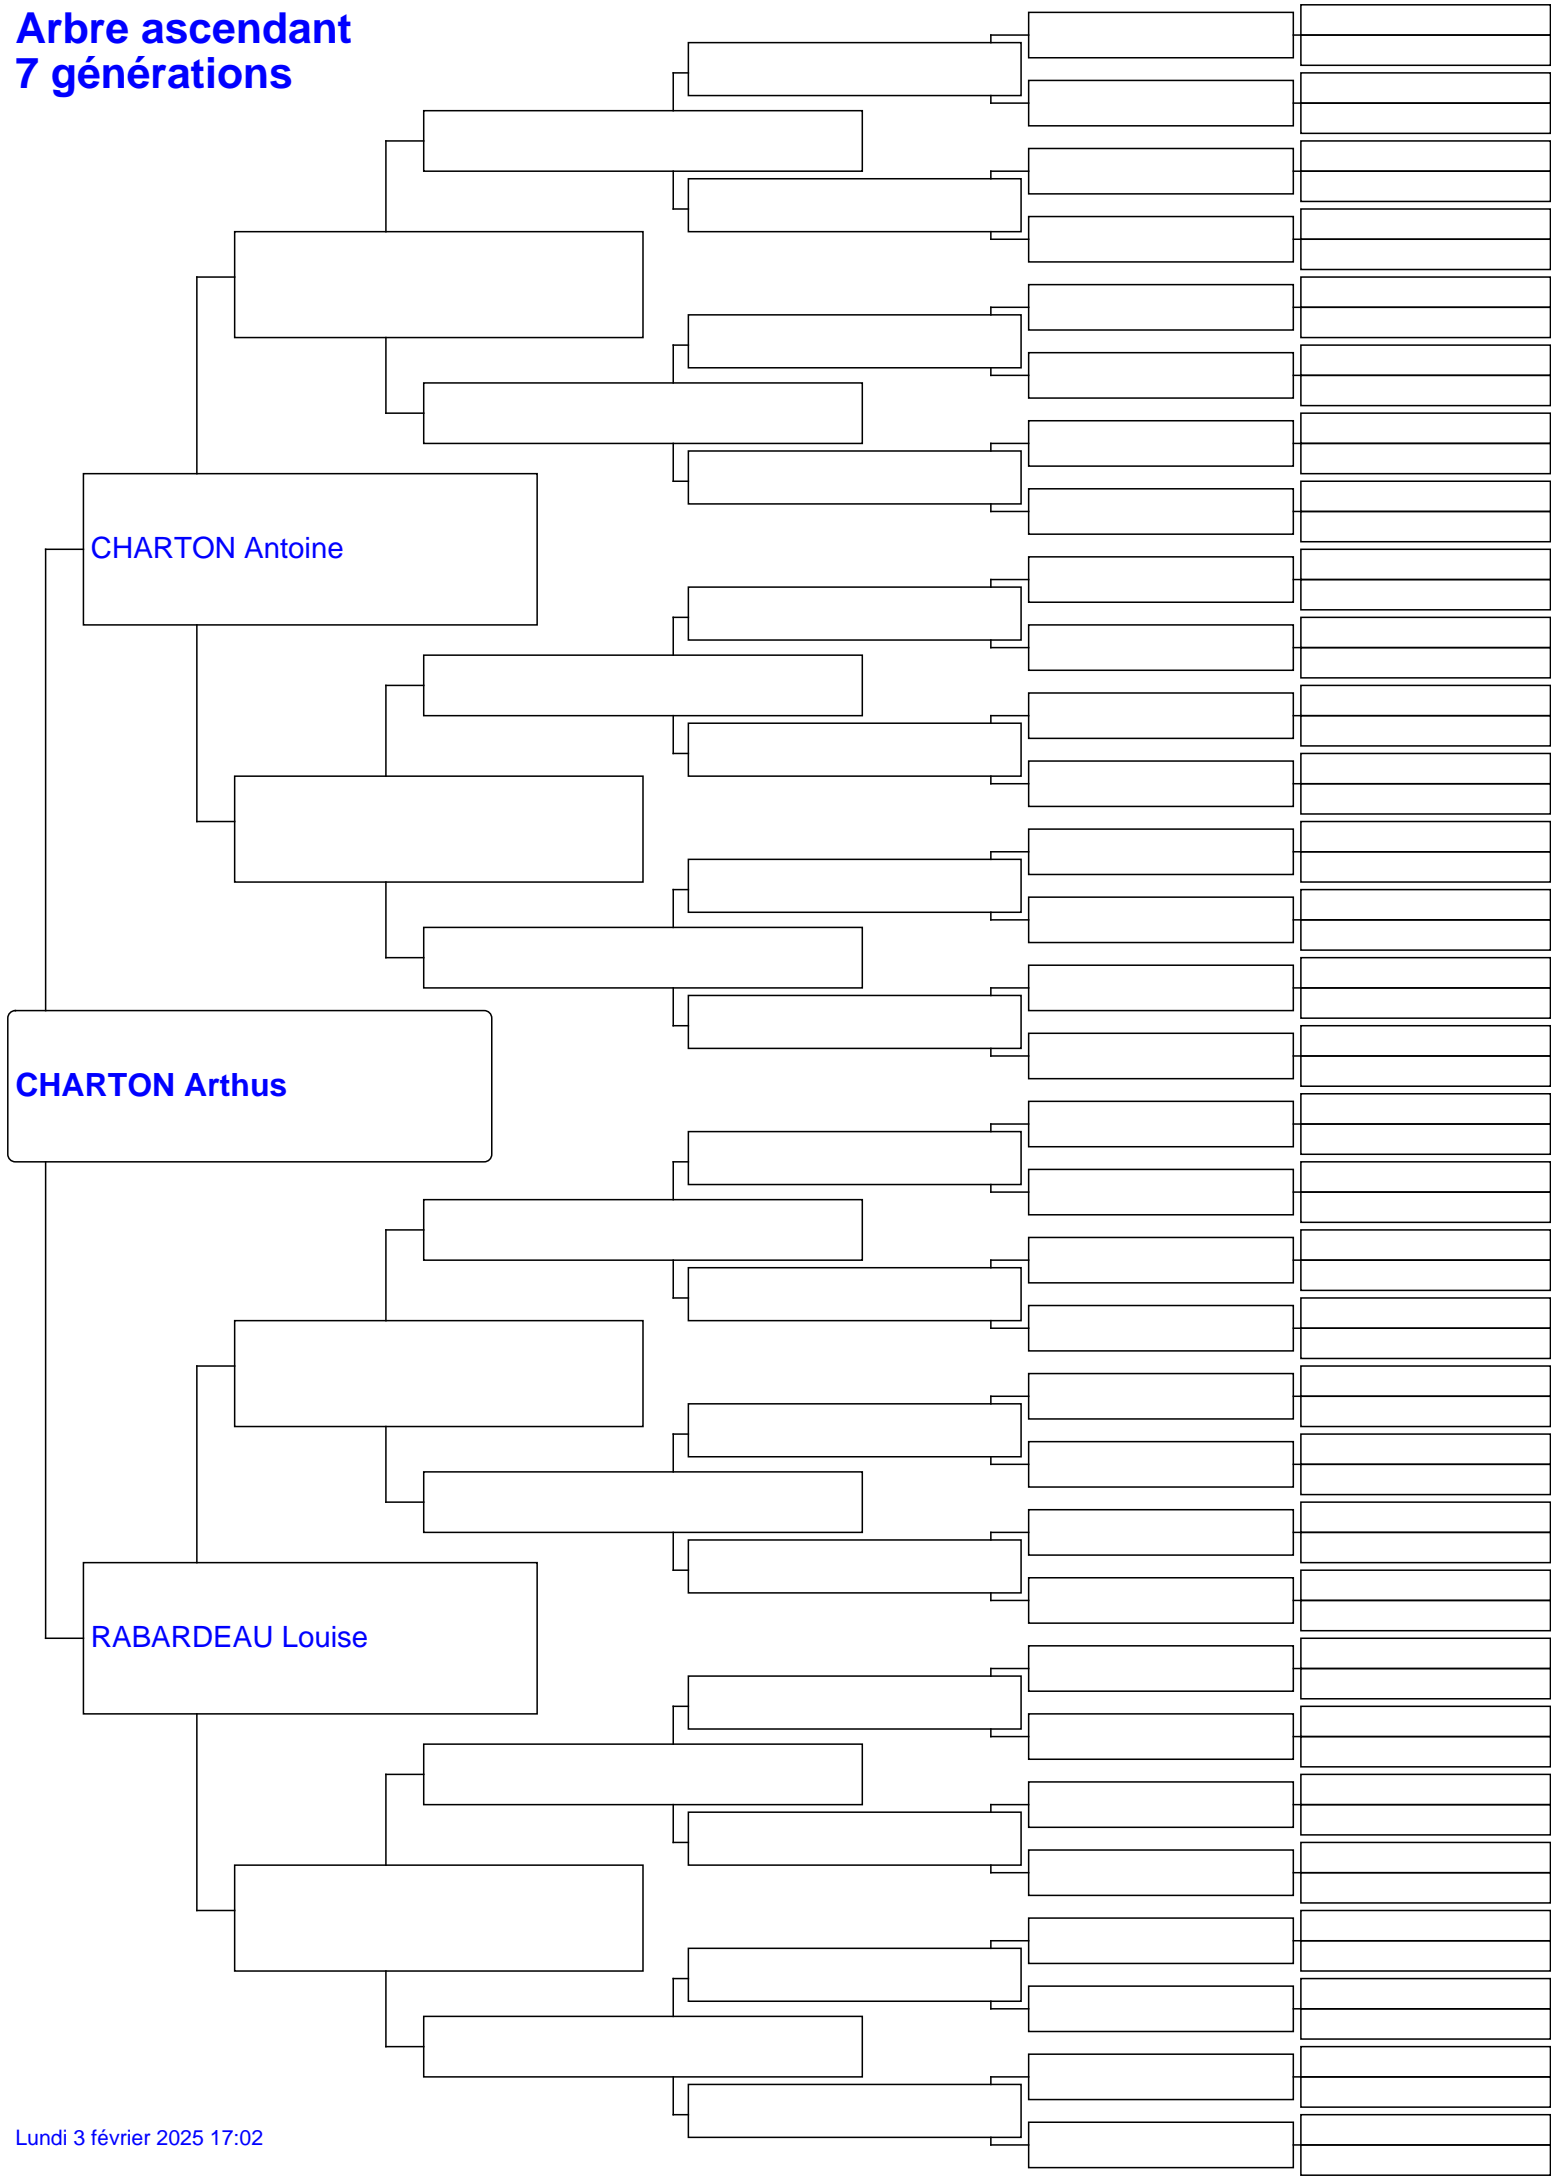 Arbre ascendant
7 générations
CHARTON Antoine
CHARTON Arthus
RABARDEAU Louise
Lundi 3 février 2025 17:02